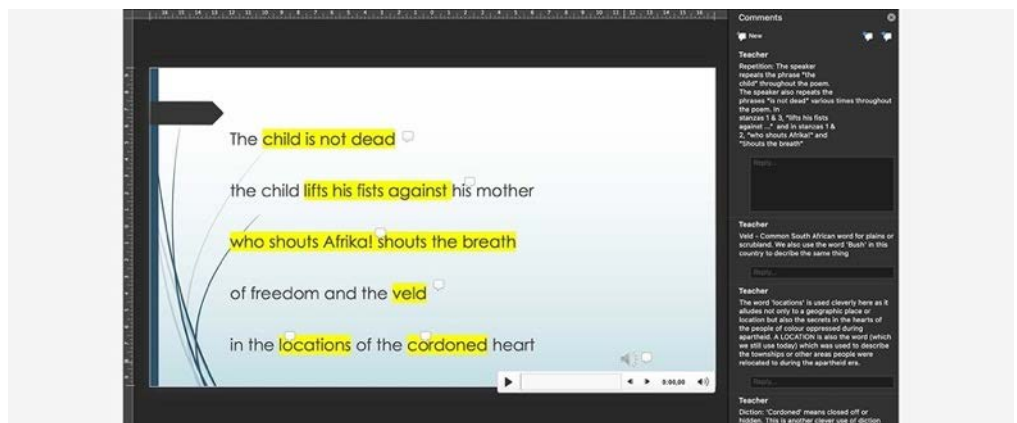 The child is not dead
the child lifts his fists against his mother
who shouts Afrika! shouts the breath
of freedom and the veld
in the locations of the cordoned heart
0:00,00
Comments
New
Teacher
Repetition: The speaker
repeats the phrase "the
child" throughout the poem.
The speaker also repeats the
phrases "is not dead" various times throughout
the poem. In
stanzas 1 & 3, "lifts his fists
against ..." and in stanzas 1 &
2, "who shouts Afrika!" and
"Shouts the breath"
Reply...
Teacher
Veld - Common South African word for plains or
scrubland. We also use the word 'Bush' in this
country to decribe the same thing
Reply...
Teacher
The word 'locations' is used cleverly here as it
alludes not only to a geographic place or
location but also the secrets in the hearts of
the people of colour oppressed during
apartheid. A LOCATION is also the word (which
we still use today) which was used to describe
the townships or other areas people were
relocated to during the apartheid era.
Reply...
Teacher
Diction: 'Cordoned' means closed off or
hidden. This is another clever use of diction